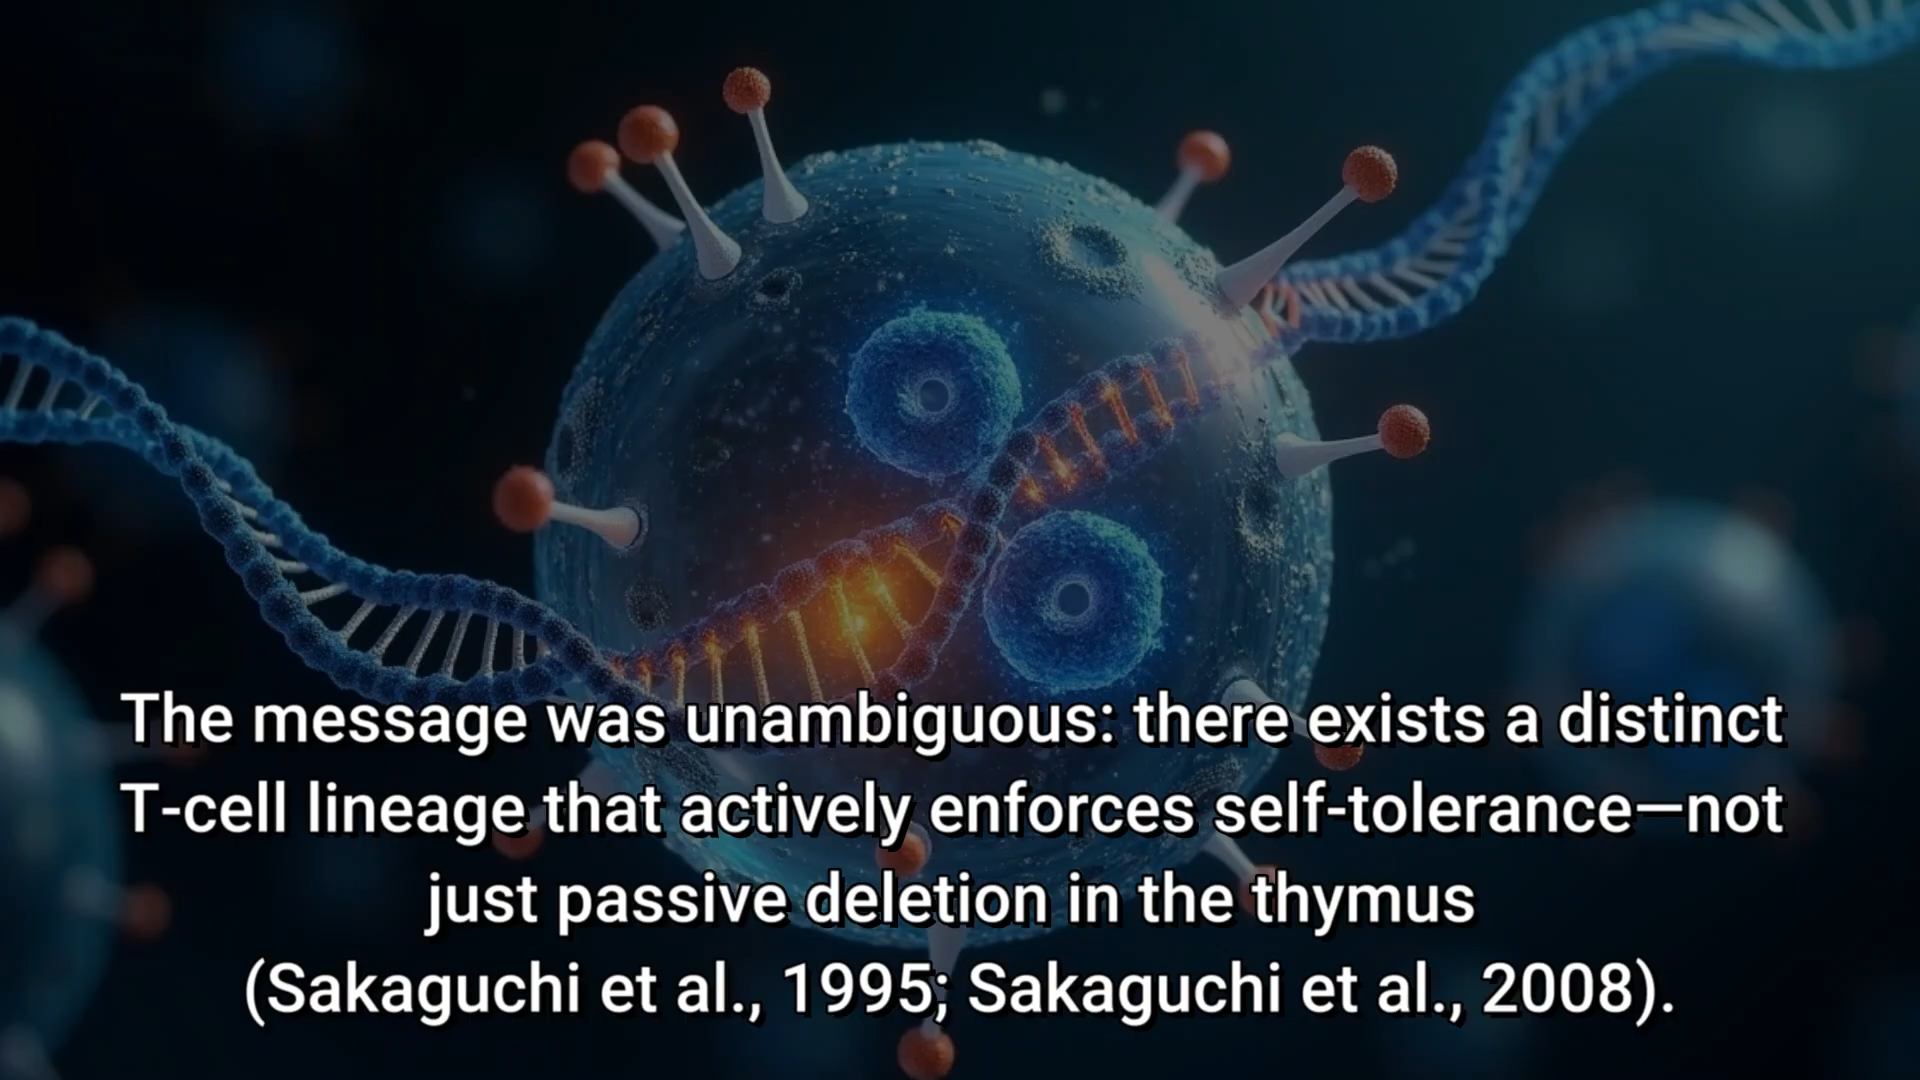 The message was unambiguous: there exists a distinct
T-cell lineage that actively enforces self-tolerance—not
just passive deletion in the thymus
(Sakaguchi et al., 1995; Sakaguchi et al., 2008).